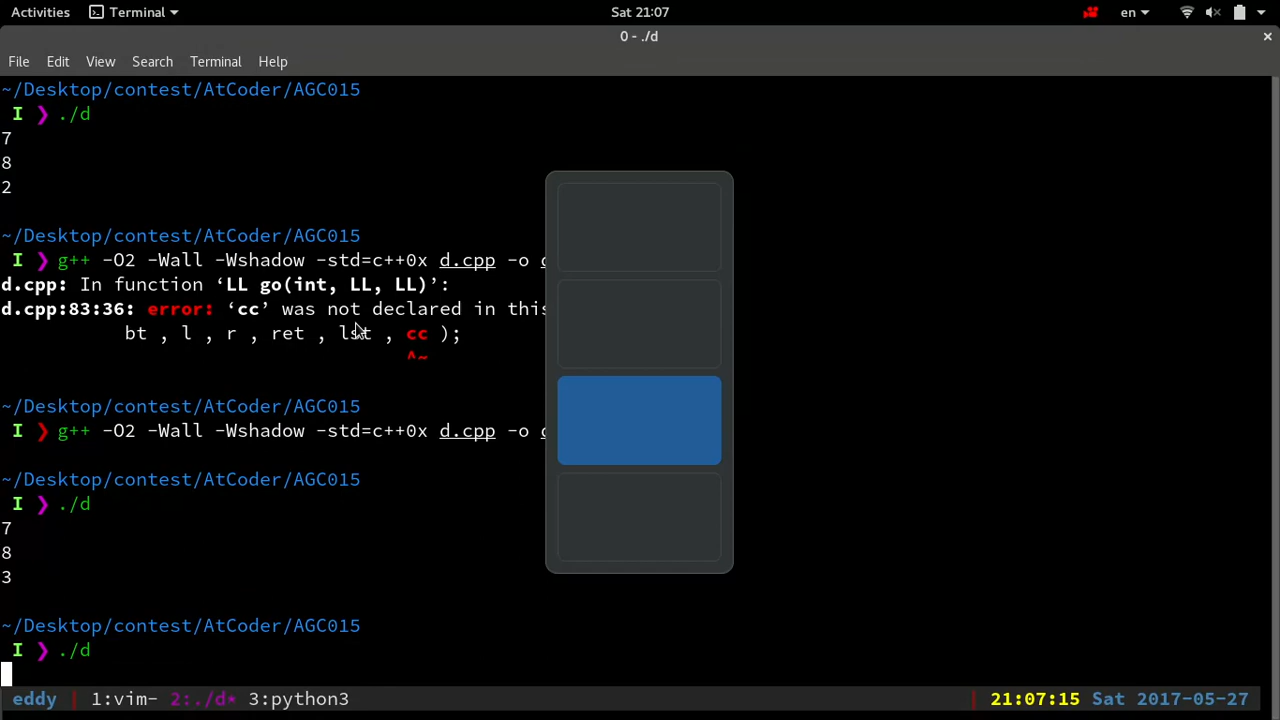 Activities Terminal Sat 21:07 en
0 - ./d ×
File Edit View Search Terminal Help
~/Desktop/contest/AtCoder/AGC015
I ❯ ./d
7
8
2
~/Desktop/contest/AtCoder/AGC015
I ❯ g++ -O2 -Wall -Wshadow -std=c++0x d.cpp -o
d.cpp: In function ‘LL go(int, LL, LL)’:
d.cpp:83:36: error: ‘cc’ was not declared in this
bt , l , r , ret , lst , cc );
^~
~/Desktop/contest/AtCoder/AGC015
I ❯ g++ -O2 -Wall -Wshadow -std=c++0x d.cpp -o
~/Desktop/contest/AtCoder/AGC015
I ❯ ./d
7
8
3
~/Desktop/contest/AtCoder/AGC015
I ❯ ./d
eddy 1:vim- 2:./d* 3:python3 21:07:15 Sat 2017-05-27